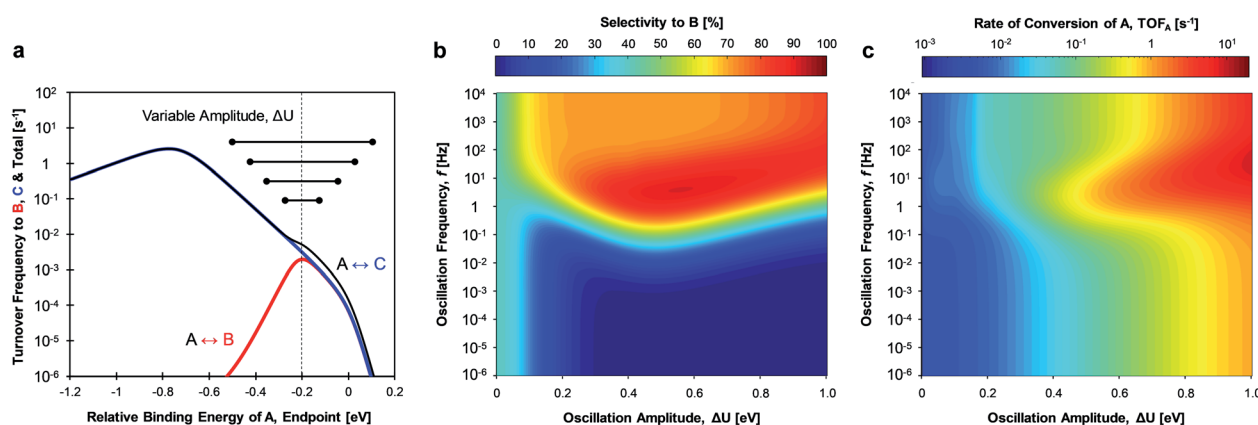 a
Turnover Frequency to B, C & Total [s⁻¹]
10²
10¹
1
10⁻¹
10⁻²
10⁻³
10⁻⁴
10⁻⁵
10⁻⁶
Variable Amplitude, ΔU
A ↔ C
A ↔ B
-1.2 -1 -0.8 -0.6 -0.4 -0.2 0 0.2
Relative Binding Energy of A, Endpoint [eV]
b
Selectivity to B [%]
0 10 20 30 40 50 60 70 80 90 100
Oscillation Frequency, f [Hz]
10⁴
10³
10²
10¹
1
10⁻¹
10⁻²
10⁻³
10⁻⁴
10⁻⁵
10⁻⁶
0 0.2 0.4 0.6 0.8 1.0
Oscillation Amplitude, ΔU [eV]
c
Rate of Conversion of A, TOF_A [s⁻¹]
10⁻³ 10⁻² 10⁻¹ 1 10¹
Oscillation Frequency, f [Hz]
10⁴
10³
10²
10¹
1
10⁻¹
10⁻²
10⁻³
10⁻⁴
10⁻⁵
10⁻⁶
0 0.2 0.4 0.6 0.8 1.0
Oscillation Amplitude, ΔU [eV]